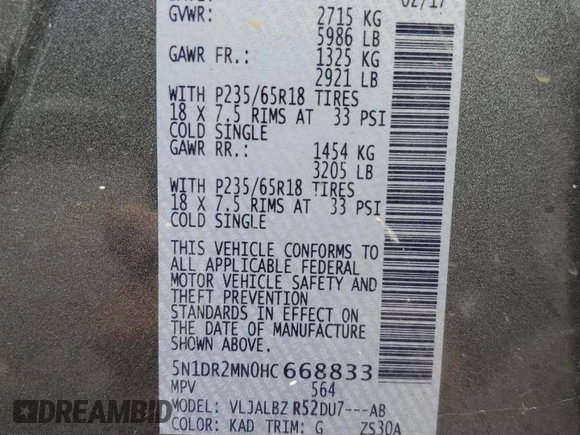 02/17
GVWR: 2715 KG
5986 LB
GAWR FR.: 1325 KG
2921 LB
WITH P235/65R18 TIRES
18 X 7.5 RIMS AT 33 PSI
COLD SINGLE
GAWR RR.: 1454 KG
3205 LB
WITH P235/65R18 TIRES
18 X 7.5 RIMS AT 33 PSI
COLD SINGLE
THIS VEHICLE CONFORMS TO
ALL APPLICABLE FEDERAL
MOTOR VEHICLE SAFETY AND
THEFT PREVENTION
STANDARDS IN EFFECT ON
THE DATE OF MANUFACTURE
SHOWN ABOVE.
5N1DR2MN0HC668833
MPV 564
MODEL: VLJALBZ R52DU7---AB
COLOR: KAD TRIM: G ZS30A
DREAMBID